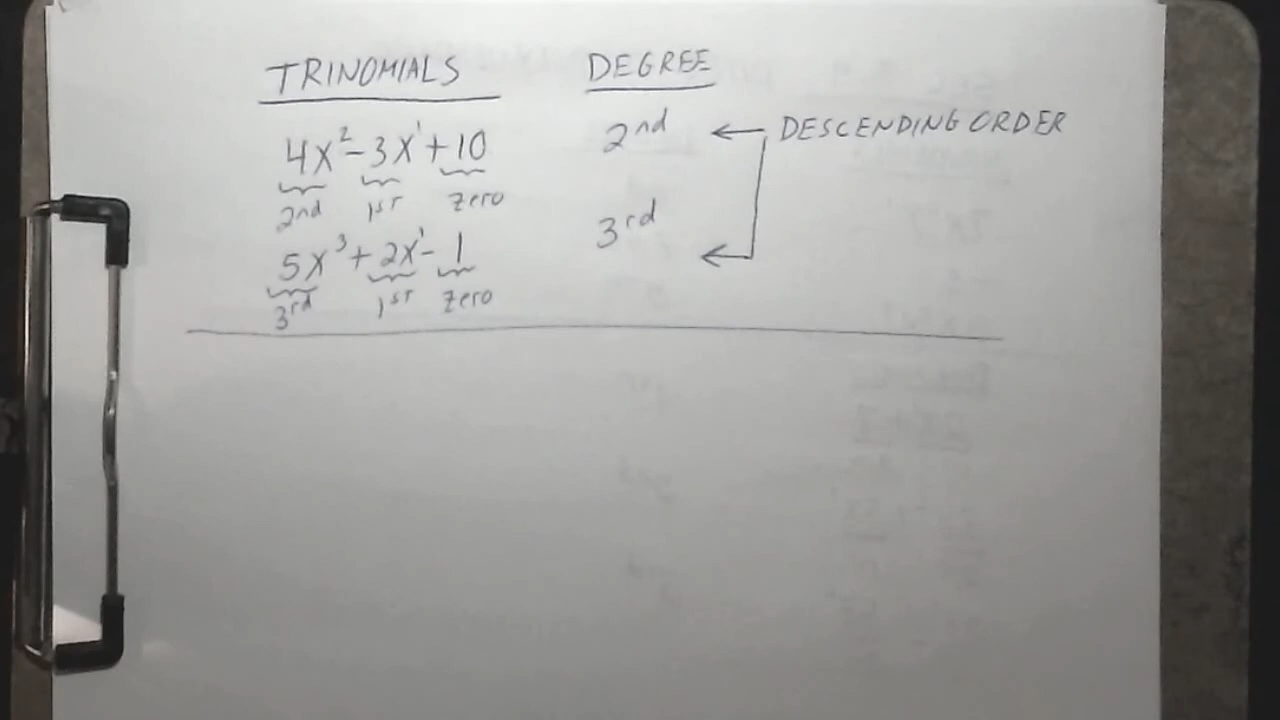 TRINOMIALS DEGREE
4x² - 3x¹ + 10 2nd ← DESCENDING ORDER
2nd 1st zero
5x³ + 2x¹ - 1 3rd ←
3rd 1st zero